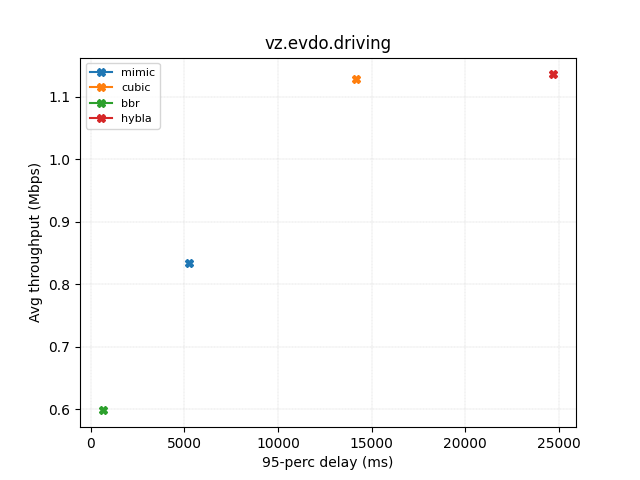 vz.evdo.driving
mimic
cubic
bbr
hybla
Avg throughput (Mbps)
1.1
1.0
0.9
0.8
0.7
0.6
0 5000 10000 15000 20000 25000
95-perc delay (ms)